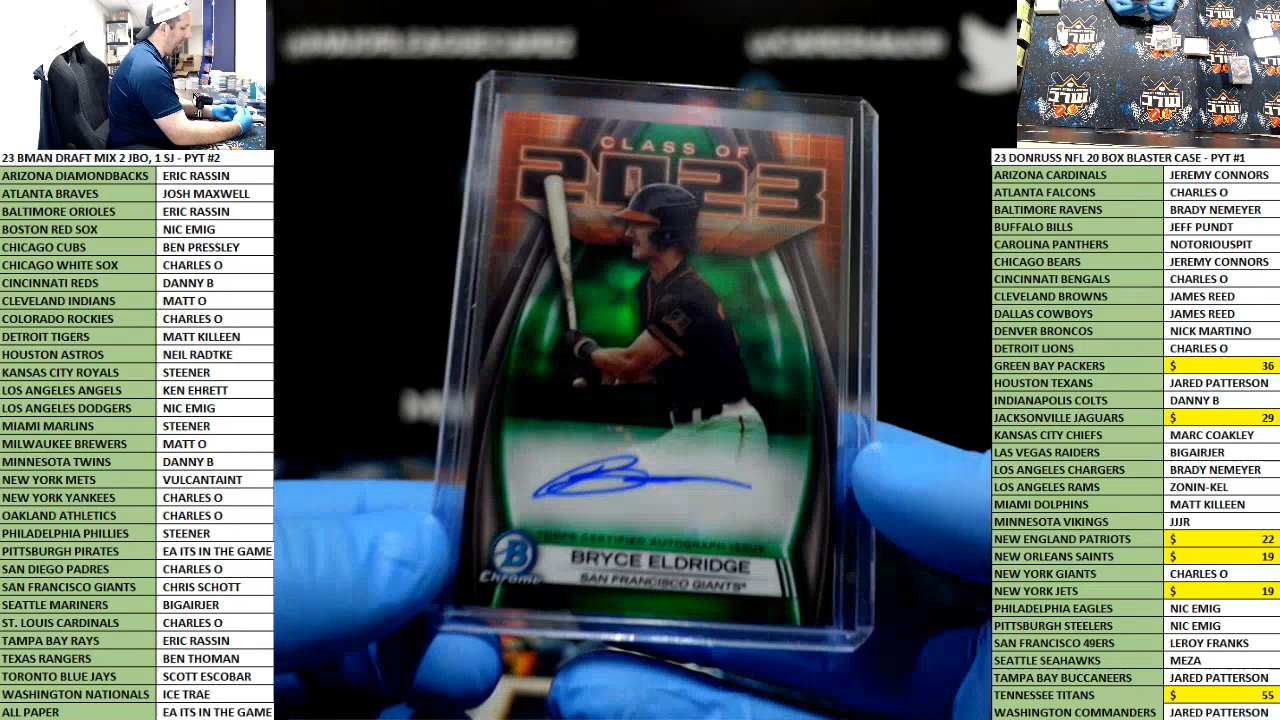 23 BMAN DRAFT MIX 2 JBO, 1 SJ - PYT #2
ARIZONA DIAMONDBACKS ERIC RASSIN
ATLANTA BRAVES JOSH MAXWELL
BALTIMORE ORIOLES ERIC RASSIN
BOSTON RED SOX NIC EMIG
CHICAGO CUBS BEN PRESSLEY
CHICAGO WHITE SOX CHARLES O
CINCINNATI REDS DANNY B
CLEVELAND INDIANS MATT O
COLORADO ROCKIES CHARLES O
DETROIT TIGERS MATT KILLEEN
HOUSTON ASTROS NEIL RADTKE
KANSAS CITY ROYALS STEENER
LOS ANGELES ANGELS KEN EHRETT
LOS ANGELES DODGERS NIC EMIG
MIAMI MARLINS STEENER
MILWAUKEE BREWERS MATT O
MINNESOTA TWINS DANNY B
NEW YORK METS VULCANTAINT
NEW YORK YANKEES CHARLES O
OAKLAND ATHLETICS CHARLES O
PHILADELPHIA PHILLIES STEENER
PITTSBURGH PIRATES EA ITS IN THE GAME
SAN DIEGO PADRES CHARLES O
SAN FRANCISCO GIANTS CHRIS SCHOTT
SEATTLE MARINERS BIGAIRJER
ST. LOUIS CARDINALS CHARLES O
TAMPA BAY RAYS ERIC RASSIN
TEXAS RANGERS BEN THOMAN
TORONTO BLUE JAYS SCOTT ESCOBAR
WASHINGTON NATIONALS ICE TRAE
ALL PAPER EA ITS IN THE GAME
CLASS OF
2023
TOPPS CERTIFIED AUTOGRAPH ISSUE
B
Chrome
BRYCE ELDRIDGE
SAN FRANCISCO GIANTS
23 DONRUSS NFL 20 BOX BLASTER CASE - PYT #1
ARIZONA CARDINALS JEREMY CONNORS
ATLANTA FALCONS CHARLES O
BALTIMORE RAVENS BRADY NEMEYER
BUFFALO BILLS JEFF PUNDT
CAROLINA PANTHERS NOTORIOUSPIT
CHICAGO BEARS JEREMY CONNORS
CINCINNATI BENGALS CHARLES O
CLEVELAND BROWNS JAMES REED
DALLAS COWBOYS JAMES REED
DENVER BRONCOS NICK MARTINO
DETROIT LIONS CHARLES O
GREEN BAY PACKERS $ 36
HOUSTON TEXANS JARED PATTERSON
INDIANAPOLIS COLTS DANNY B
JACKSONVILLE JAGUARS $ 29
KANSAS CITY CHIEFS MARC COAKLEY
LAS VEGAS RAIDERS BIGAIRJER
LOS ANGELES CHARGERS BRADY NEMEYER
LOS ANGELES RAMS ZONIN-KEL
MIAMI DOLPHINS MATT KILLEEN
MINNESOTA VIKINGS JJJR
NEW ENGLAND PATRIOTS $ 22
NEW ORLEANS SAINTS $ 19
NEW YORK GIANTS CHARLES O
NEW YORK JETS $ 19
PHILADELPHIA EAGLES NIC EMIG
PITTSBURGH STEELERS NIC EMIG
SAN FRANCISCO 49ERS LEROY FRANKS
SEATTLE SEAHAWKS MEZA
TAMPA BAY BUCCANEERS JARED PATTERSON
TENNESSEE TITANS $ 55
WASHINGTON COMMANDERS JARED PATTERSON